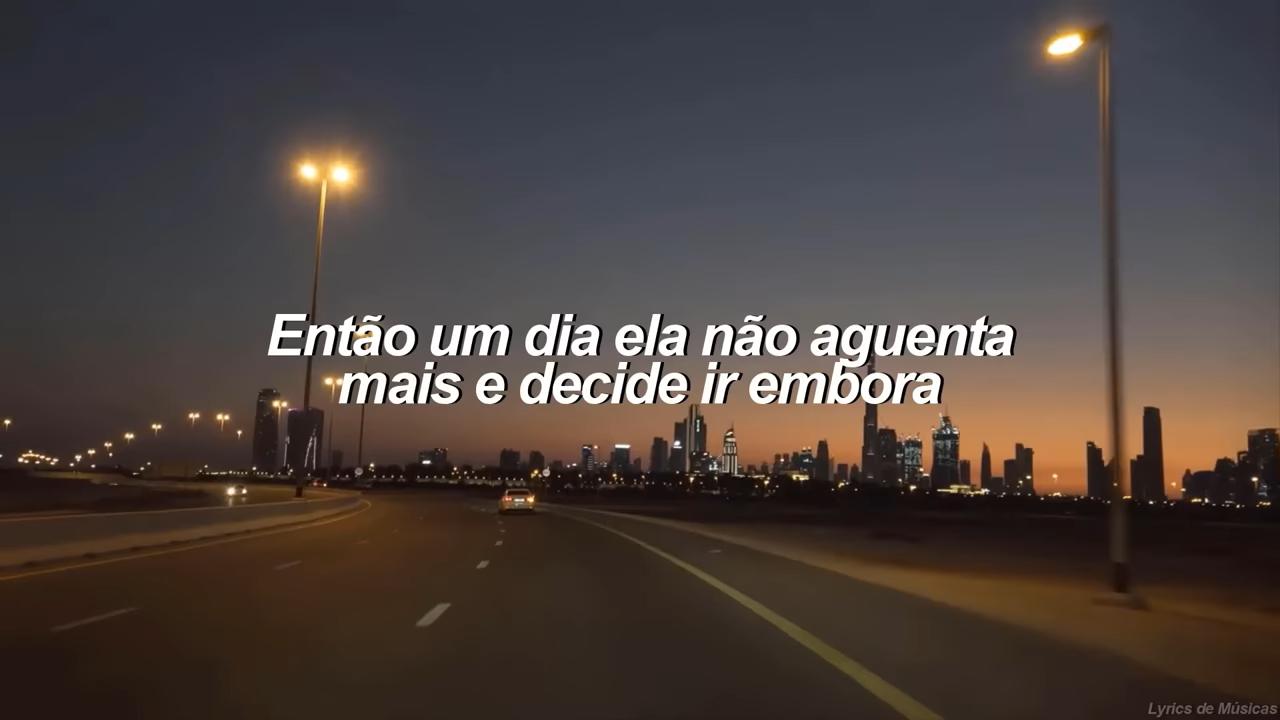 Então um dia ela não aguenta
mais e decide ir embora
Lyrics de Músicas